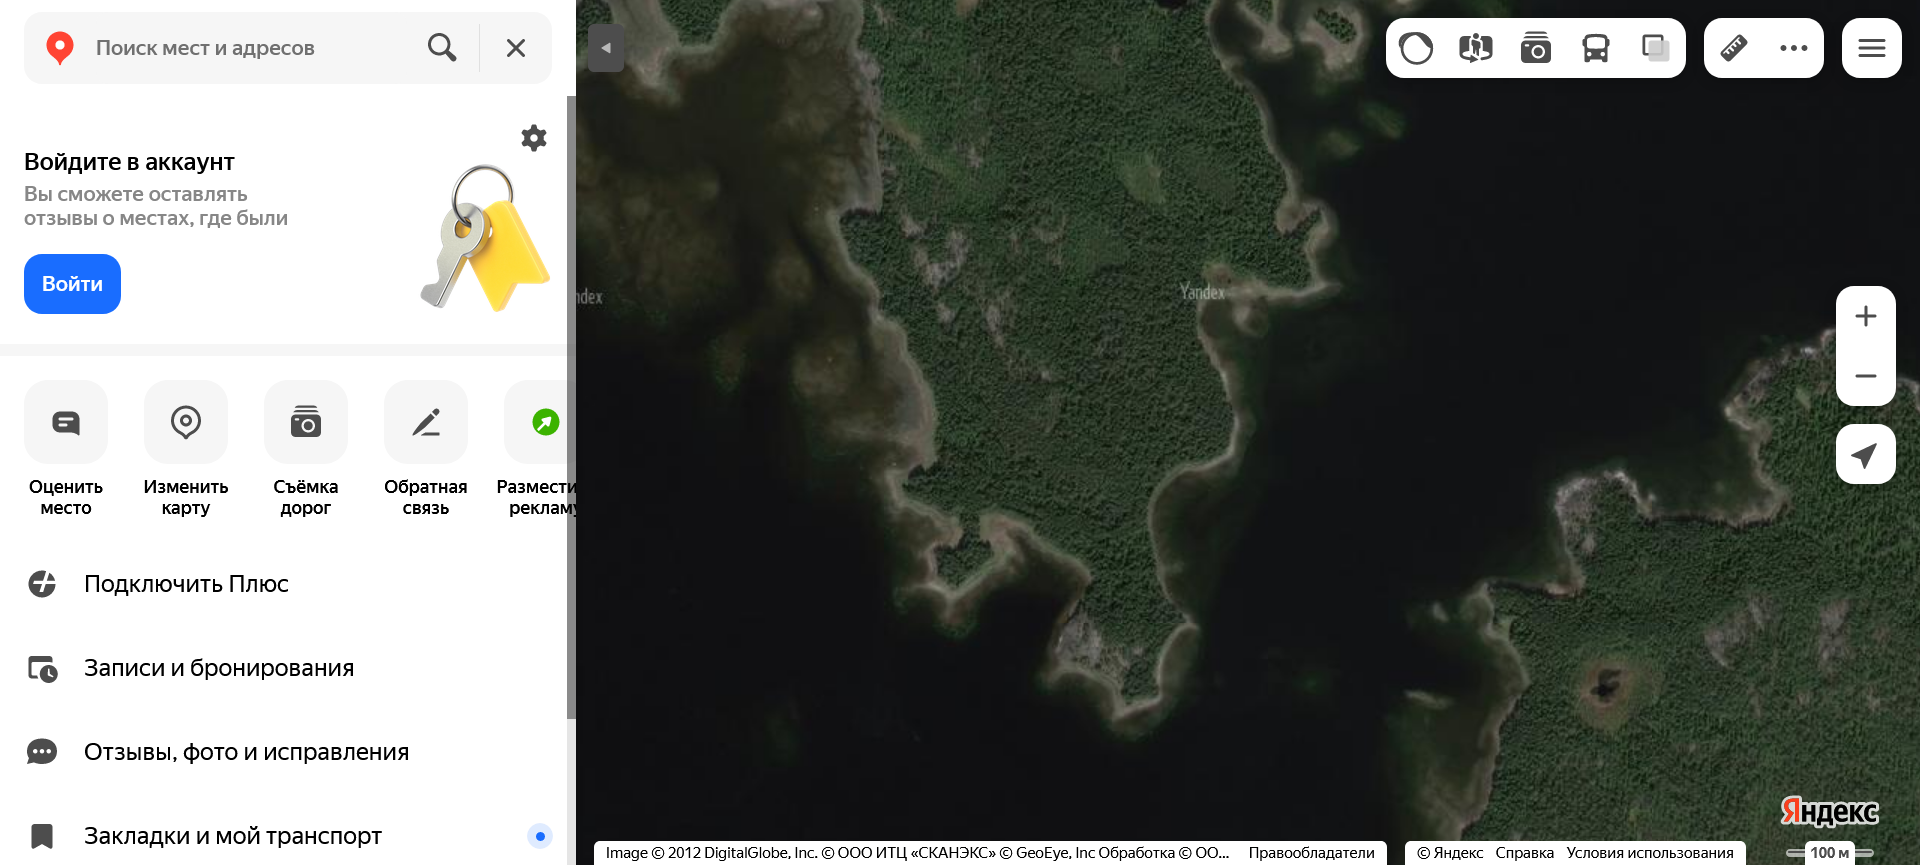 Поиск мест и адресов
Войдите в аккаунт
Вы сможете оставлять
отзывы о местах, где были
Войти
Оценить
место
Изменить
карту
Съёмка
дорог
Обратная
связь
Размести
рекламу
Подключить Плюс
Записи и бронирования
Отзывы, фото и исправления
Закладки и мой транспорт
ndex
Yandex
Яндекс
Image © 2012 DigitalGlobe, Inc. © ООО ИТЦ «СКАНЭКС» © GeoEye, Inc Обработка © ОО...
Правообладатели
© Яндекс Справка Условия использования
100 м